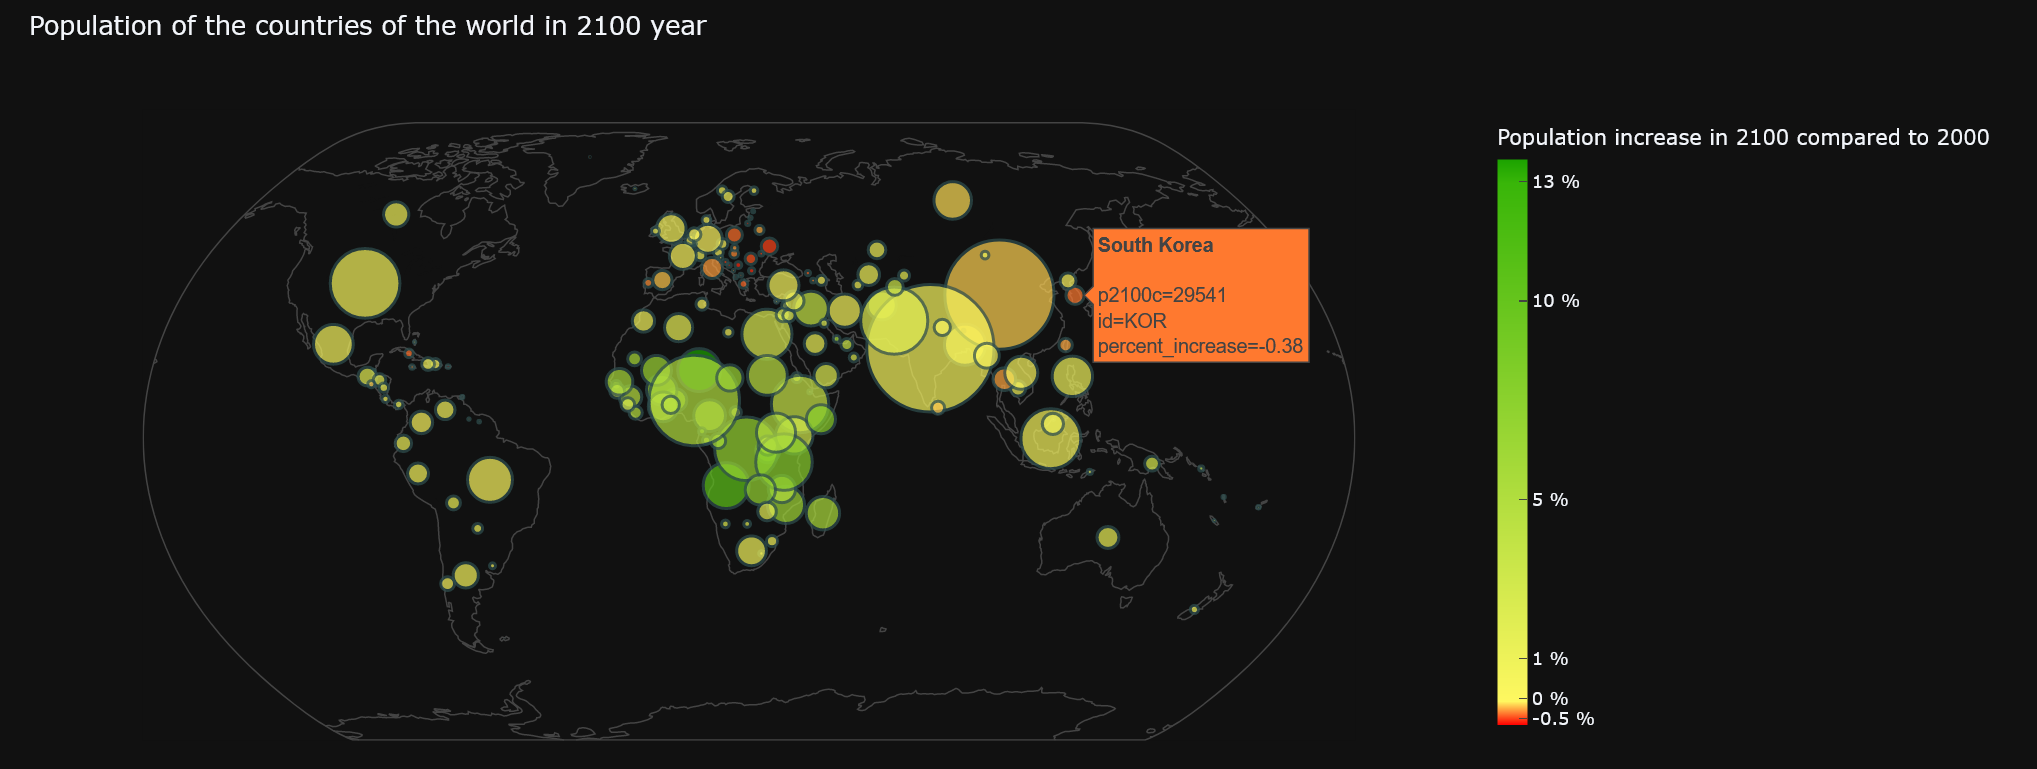 Population of the countries of the world in 2100 year
Population increase in 2100 compared to 2000
13 %
10 %
5 %
1 %
0 %
-0.5 %
South Korea
p2100c=29541
id=KOR
percent_increase=-0.38